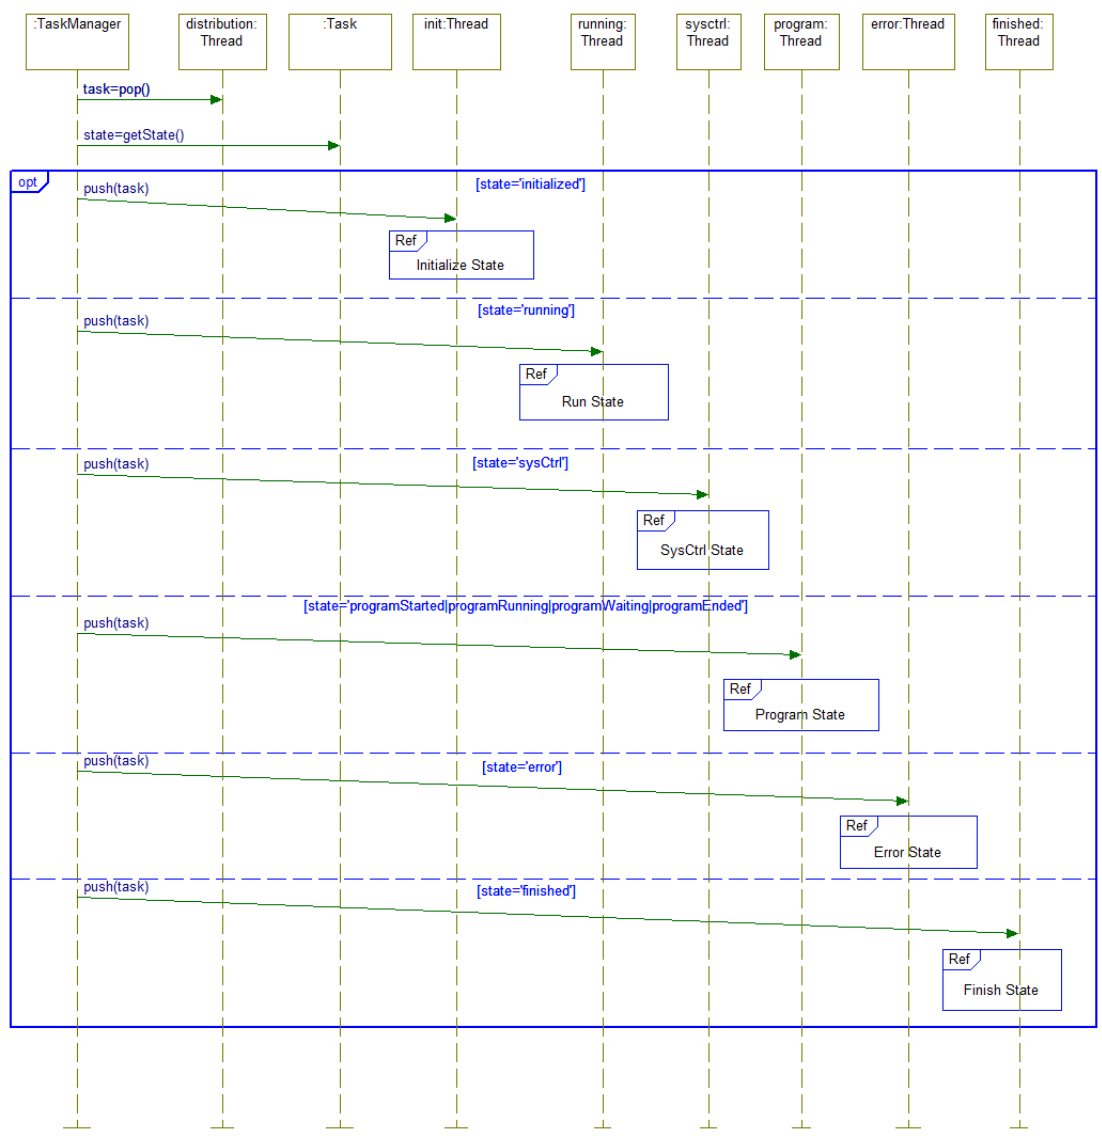 :TaskManager
distribution:
Thread
:Task
init:Thread
running:
Thread
sysctrl:
Thread
program:
Thread
error:Thread
finished:
Thread
task=pop()
state=getState()
opt
[state='initialized']
push(task)
Ref
Initialize State
[state='running']
push(task)
Ref
Run State
[state='sysCtrl']
push(task)
Ref
SysCtrl State
[state='programStarted|programRunning|programWaiting|programEnded']
push(task)
Ref
Program State
push(task)
[state='error']
Ref
Error State
push(task)
[state='finished']
Ref
Finish State